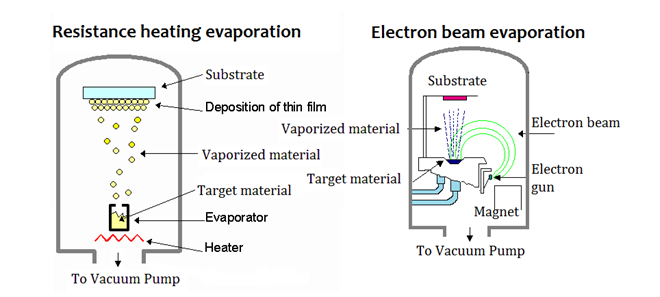 Resistance heating evaporation
Substrate
Deposition of thin film
Vaporized material
Target material
Evaporator
Heater
To Vacuum Pump
Electron beam evaporation
Substrate
Electron beam
Vaporized material
Target material
Electron
gun
Magnet
To Vacuum Pump